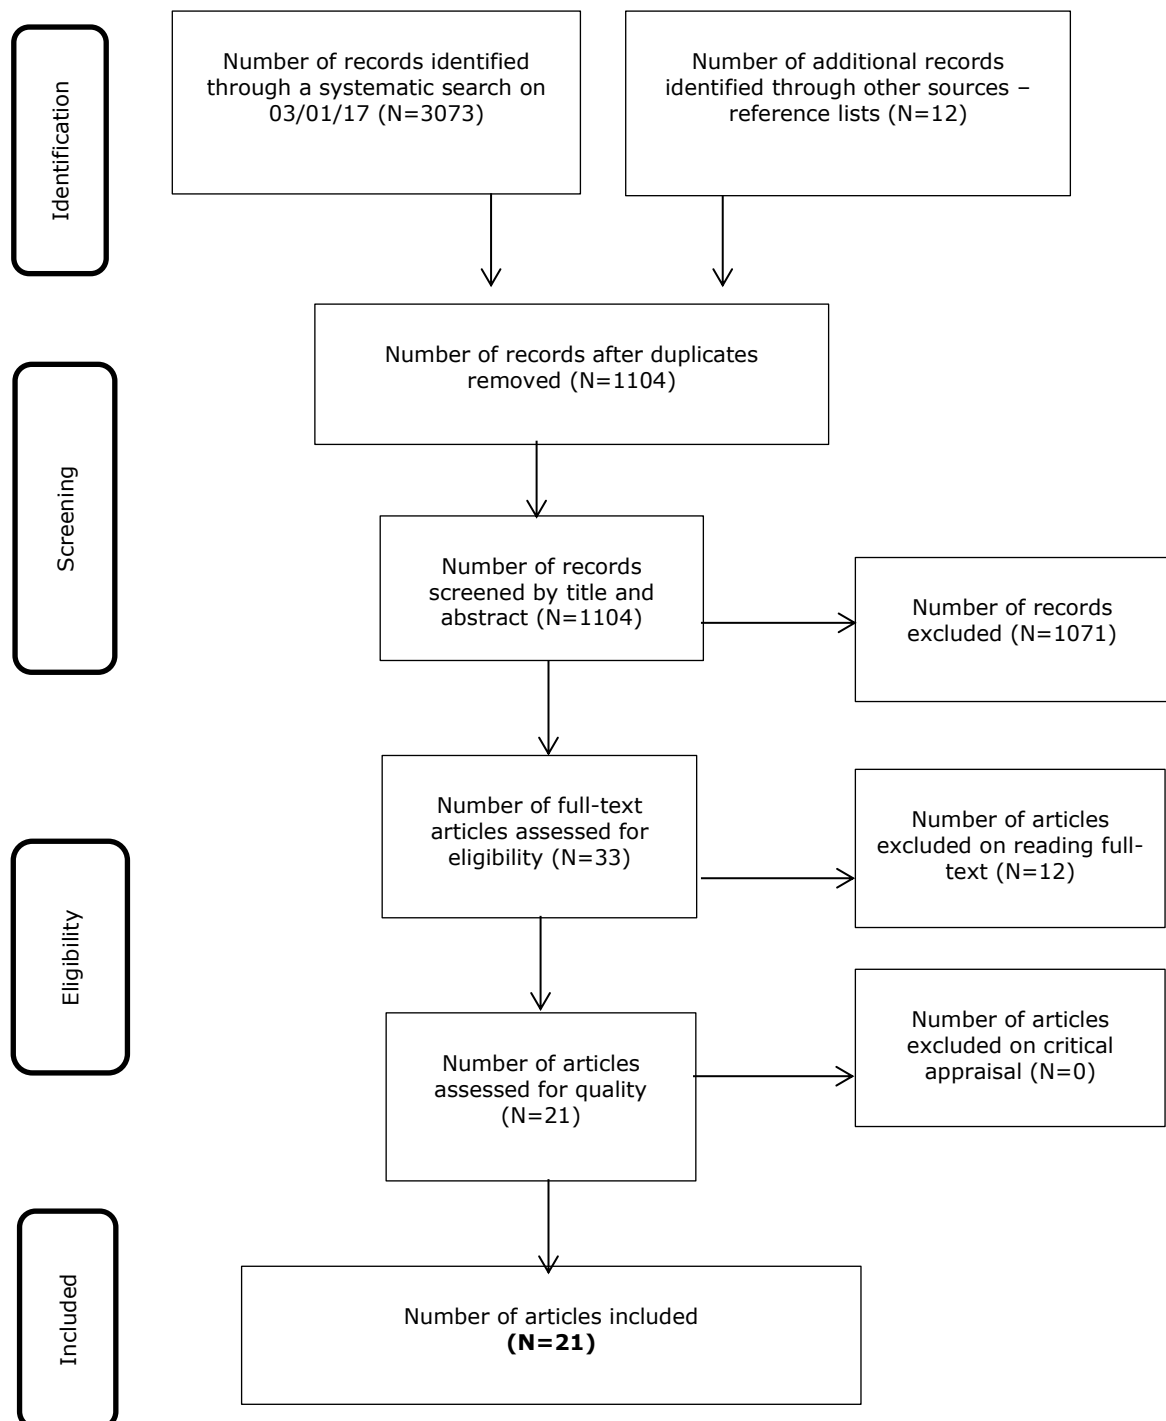 Identification
Number of records identified
through a systematic search on
03/01/17 (N=3073)
Number of additional records
identified through other sources –
reference lists (N=12)
Number of records after duplicates
removed (N=1104)
Screening
Number of records
screened by title and
abstract (N=1104)
Number of records
excluded (N=1071)
Eligibility
Number of full-text
articles assessed for
eligibility (N=33)
Number of articles
excluded on reading full-
text (N=12)
Number of articles
assessed for quality
(N=21)
Number of articles
excluded on critical
appraisal (N=0)
Included
Number of articles included
(N=21)